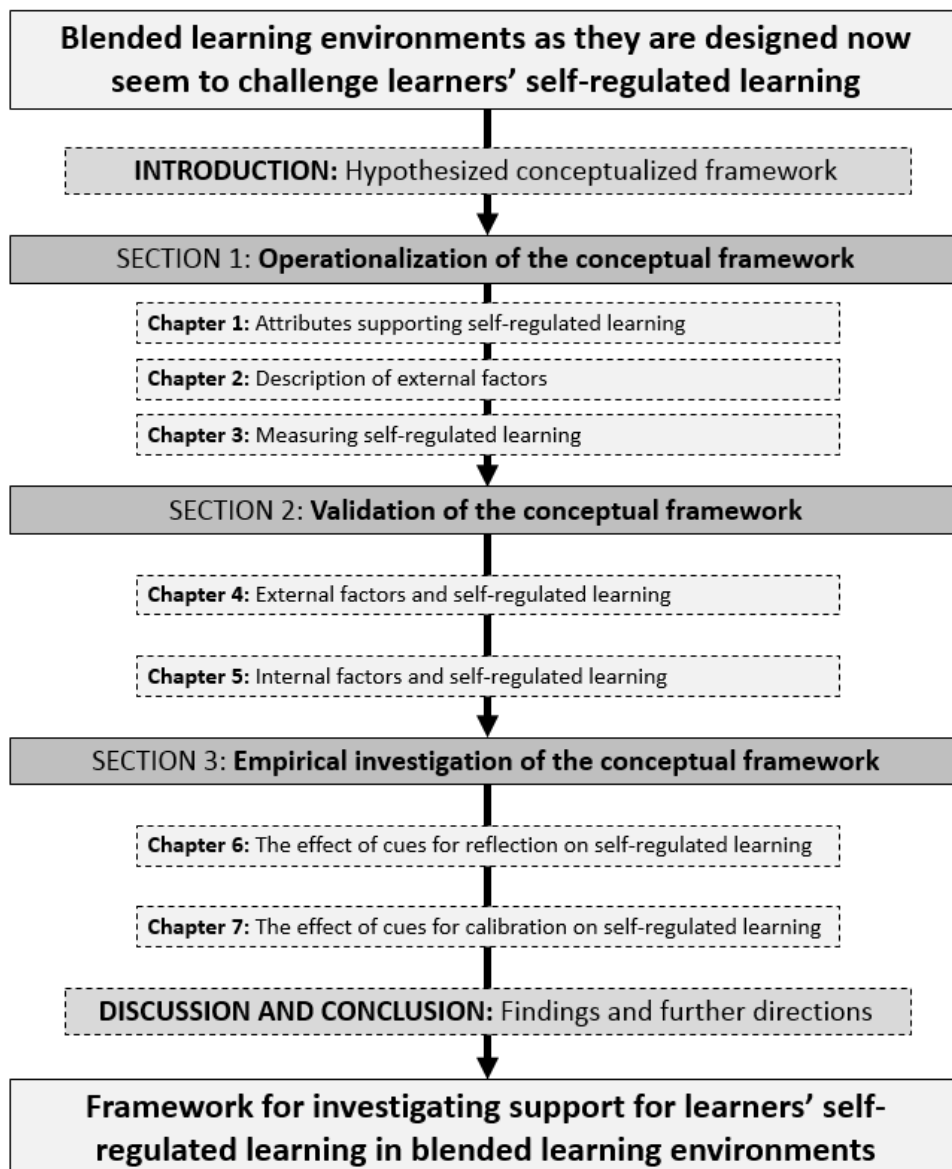 Blended learning environments as they are designed now
seem to challenge learners’ self-regulated learning
INTRODUCTION: Hypothesized conceptualized framework
SECTION 1: Operationalization of the conceptual framework
Chapter 1: Attributes supporting self-regulated learning
Chapter 2: Description of external factors
Chapter 3: Measuring self-regulated learning
SECTION 2: Validation of the conceptual framework
Chapter 4: External factors and self-regulated learning
Chapter 5: Internal factors and self-regulated learning
SECTION 3: Empirical investigation of the conceptual framework
Chapter 6: The effect of cues for reflection on self-regulated learning
Chapter 7: The effect of cues for calibration on self-regulated learning
DISCUSSION AND CONCLUSION: Findings and further directions
Framework for investigating support for learners’ self-
regulated learning in blended learning environments